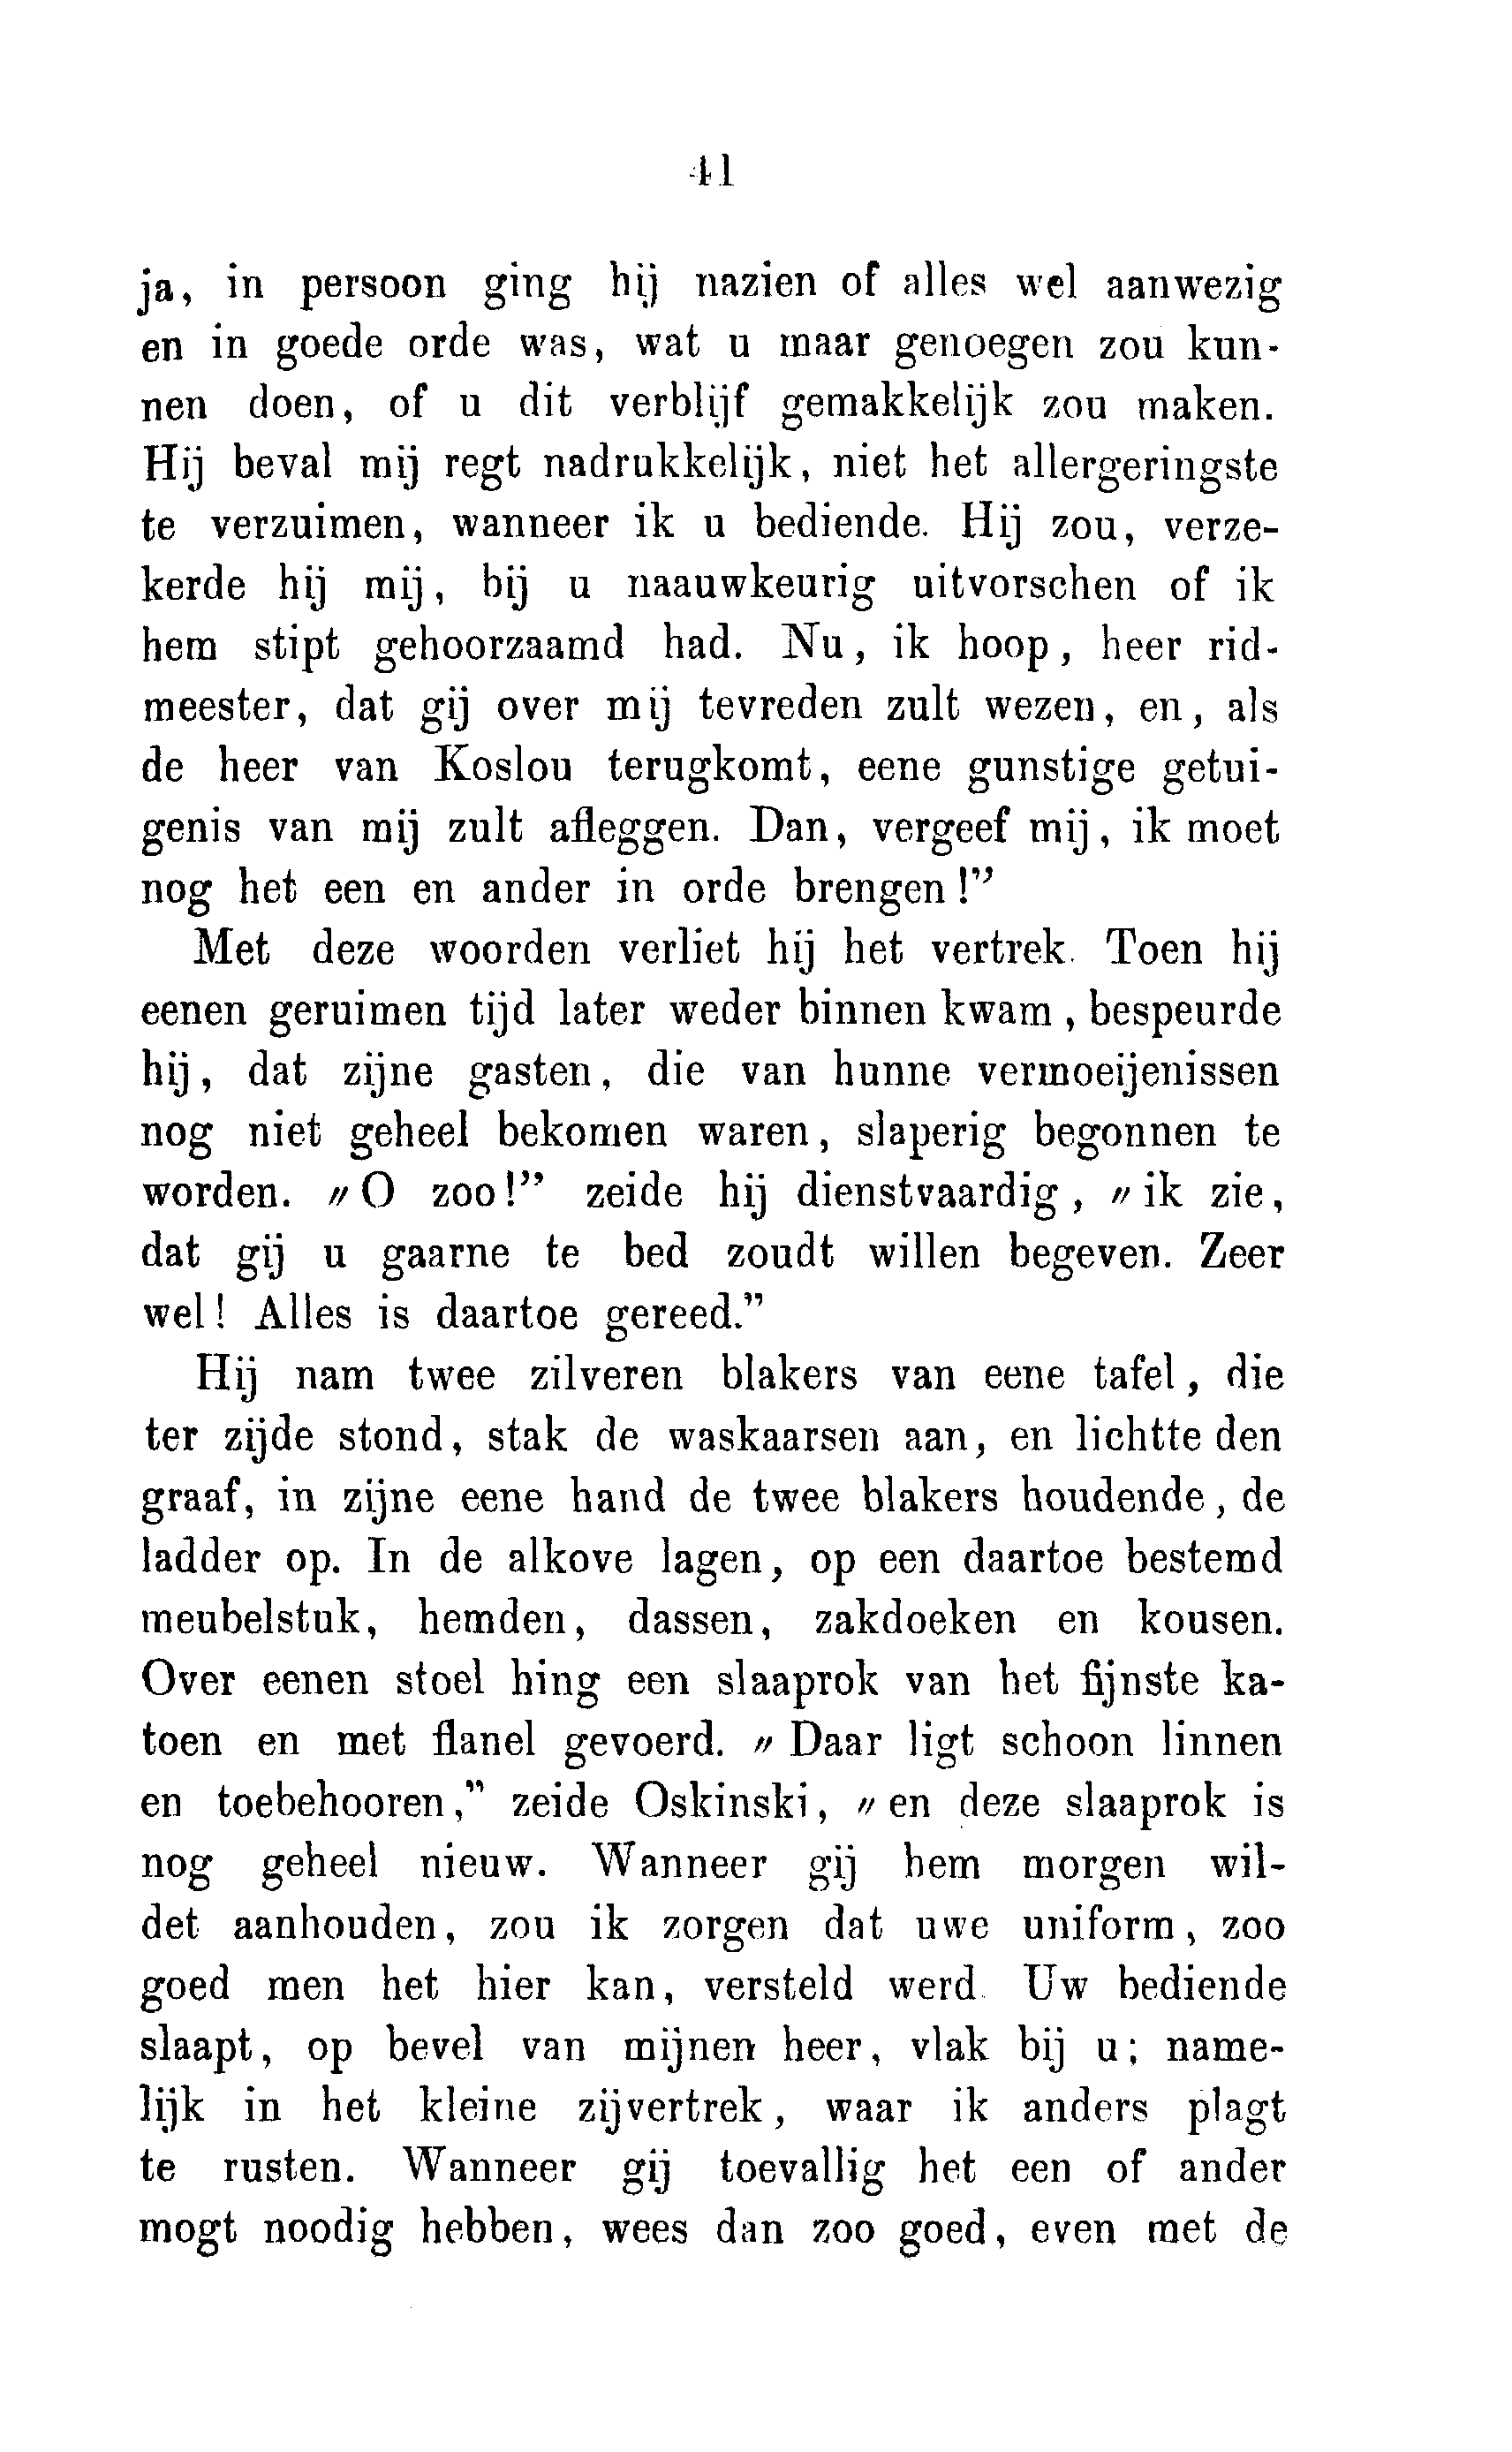 41
ja, in persoon ging hij nazien of alles wel aanwezig
en in goede orde was, wat u maar genoegen zou kun-
nen doen, of u dit verblijf gemakkelijk zou maken.
Hij beval mij regt nadrukkelijk, niet het allergeringste
te verzuimen, wanneer ik u bediende. Hij zou, verze-
kerde hij mij, bij u naauwkeurig uitvorschen of ik
hem stipt gehoorzaamd had. Nu, ik hoop, heer rid-
meester, dat gij over mij tevreden zult wezen, en, als
de heer van Koslou terugkomt, eene gunstige getui-
genis van mij zult afleggen. Dan, vergeef mij, ik moet
nog het een en ander in orde brengen!”
Met deze woorden verliet hij het vertrek. Toen hij
eenen geruimen tijd later weder binnen kwam, bespeurde
hij, dat zijne gasten, die van hunne vermoeijenissen
nog niet geheel bekomen waren, slaperig begonnen te
worden. „O zoo!” zeide hij dienstvaardig, „ik zie,
dat gij u gaarne te bed zoudt willen begeven. Zeer
wel! Alles is daartoe gereed.”
Hij nam twee zilveren blakers van eene tafel, die
ter zijde stond, stak de waskaarsen aan, en lichtte den
graaf, in zijne eene hand de twee blakers houdende, de
ladder op. In de alkove lagen, op een daartoe bestemd
meubelstuk, hemden, dassen, zakdoeken en kousen.
Over eenen stoel hing een slaaprok van het fijnste ka-
toen en met flanel gevoerd. „Daar ligt schoon linnen
en toebehooren,” zeide Oskinski, „en deze slaaprok is
nog geheel nieuw. Wanneer gij hem morgen wil-
det aanhouden, zou ik zorgen dat uwe uniform, zoo
goed men het hier kan, versteld werd. Uw bediende
slaapt, op bevel van mijnen heer, vlak bij u; name-
lijk in het kleine zijvertrek, waar ik anders plagt
te rusten. Wanneer gij toevallig het een of ander
mogt noodig hebben, wees dan zoo goed, even met de